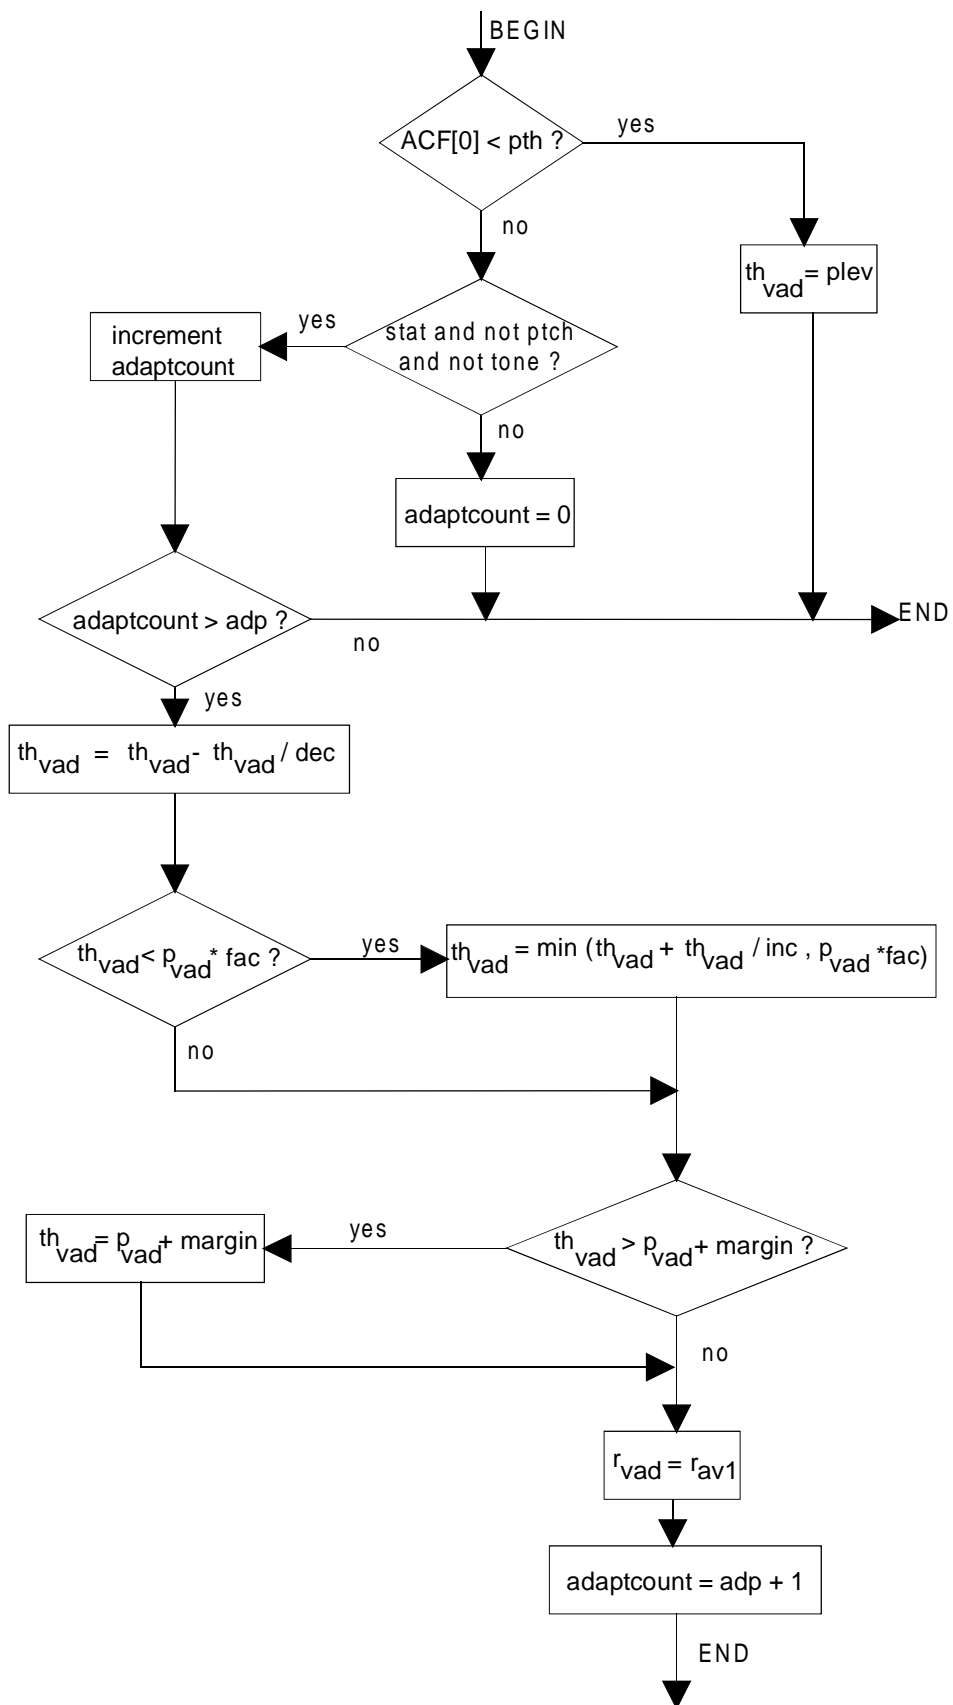 BEGIN
ACF[0] < pth ?
yes
no
th_vad = plev
stat and not ptch
and not tone ?
yes
increment
adaptcount
no
adaptcount = 0
adaptcount > adp ?
no
END
yes
th_vad = th_vad - th_vad / dec
th_vad < p_vad * fac ?
yes
th_vad = min (th_vad + th_vad / inc , p_vad *fac)
no
th_vad > p_vad + margin ?
yes
th_vad = p_vad + margin
no
r_vad = r_av1
adaptcount = adp + 1
END